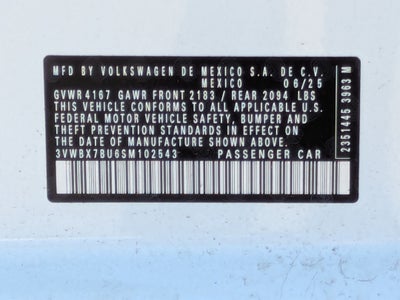 MFD BY VOLKSWAGEN DE MEXICO S.A. DE C.V.
MEXICO 06/25
GVWR 4167 GAWR FRONT 2183 / REAR 2094 LBS
THIS VEHICLE CONFORMS TO ALL APPLICABLE U.S.
FEDERAL MOTOR VEHICLE SAFETY, BUMPER AND
THEFT PREVENTION STANDARDS IN EFFECT ON
THE DATE OF MANUFACTURE SHOWN ABOVE.
3VWBX7BU6SM102543 PASSENGER CAR
2351445 3963 M